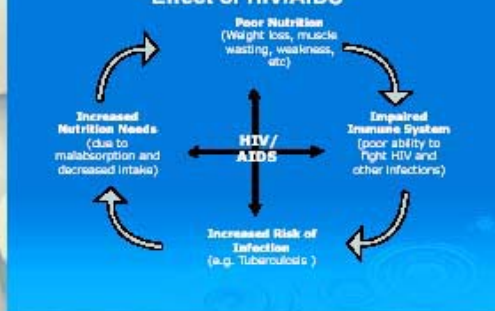 Effect of HIV/AIDS
Poor Nutrition
(Weight loss, muscle
wasting, weakness,
etc)
Increased
Nutrition Needs
(due to
malabsorption and
decreased intake)
HIV/
AIDS
Impaired
Immune System
(poor ability to
fight HIV and
other infections)
Increased Risk of
Infection
(e.g. Tuberculosis )